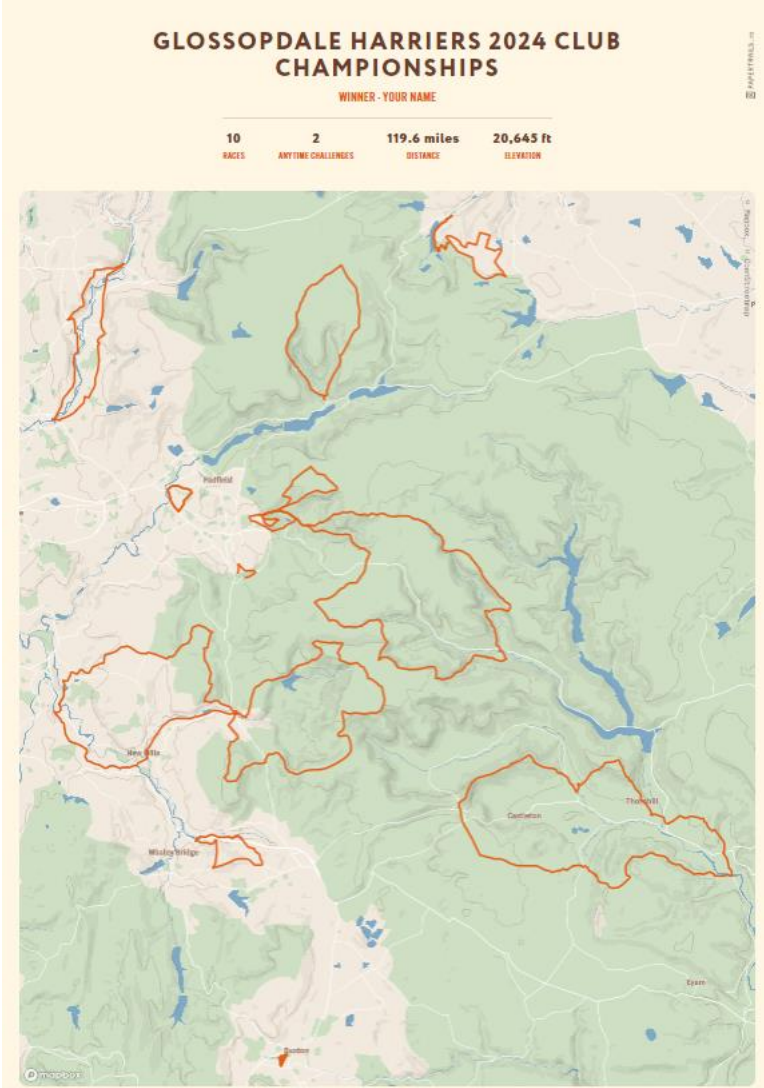 GLOSSOPDALE HARRIERS 2024 CLUB
CHAMPIONSHIPS
WINNER - YOUR NAME
10
RACES
2
ANYTIME CHALLENGES
119.6 miles
DISTANCE
20,645 ft
ELEVATION
Padfield
New Mills
Thornhill
Castleton
Whaley Bridge
Eyam
Buxton
mapbox